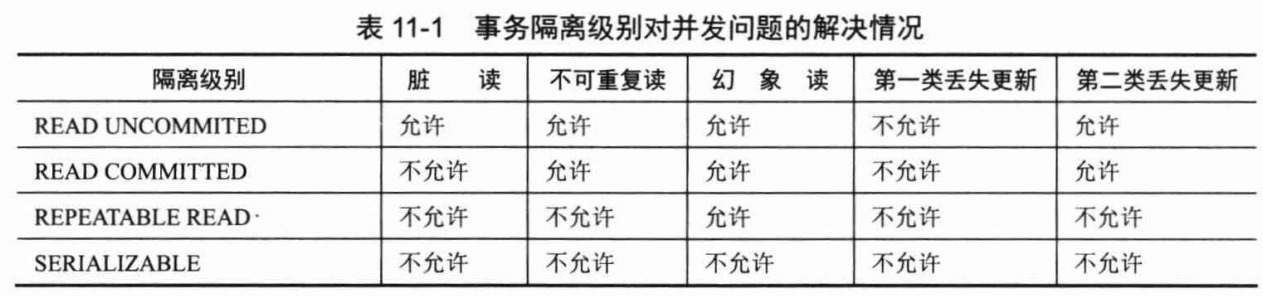 表 11-1 事务隔离级别对并发问题的解决情况
隔离级别 脏 读 不可重复读 幻 象 读 第一类丢失更新 第二类丢失更新
READ UNCOMMITED 允许 允许 允许 不允许 允许
READ COMMITTED 不允许 允许 允许 不允许 允许
REPEATABLE READ 不允许 不允许 允许 不允许 不允许
SERIALIZABLE 不允许 不允许 不允许 不允许 不允许